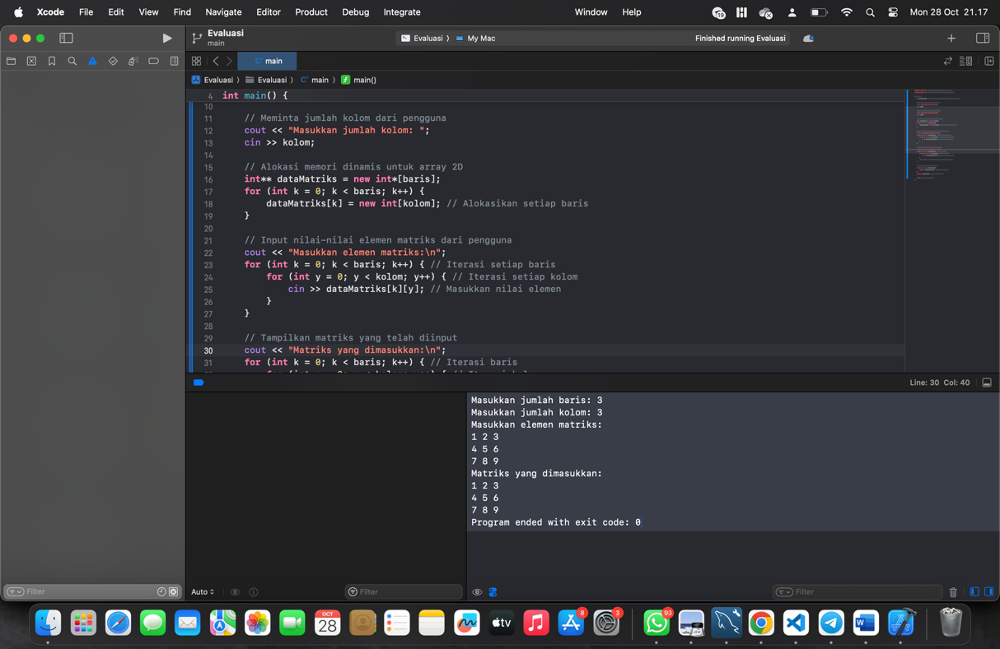 Xcode File Edit View Find Navigate Editor Product Debug Integrate Window Help 19 Mon 28 Oct 21.17
Evaluasi
main
Evaluasi ⟩ My Mac Finished running Evaluasi
main
Evaluasi ⟩ Evaluasi ⟩ main ⟩ main()
4 int main() {
10
11 // Meminta jumlah kolom dari pengguna
12 cout << "Masukkan jumlah kolom: ";
13 cin >> kolom;
14
15 // Alokasi memori dinamis untuk array 2D
16 int** dataMatriks = new int*[baris];
17 for (int k = 0; k < baris; k++) {
18 dataMatriks[k] = new int[kolom]; // Alokasikan setiap baris
19 }
20
21 // Input nilai-nilai elemen matriks dari pengguna
22 cout << "Masukkan elemen matriks:\n";
23 for (int k = 0; k < baris; k++) { // Iterasi setiap baris
24 for (int y = 0; y < kolom; y++) { // Iterasi setiap kolom
25 cin >> dataMatriks[k][y]; // Masukkan nilai elemen
26 }
27 }
28
29 // Tampilkan matriks yang telah diinput
30 cout << "Matriks yang dimasukkan:\n";
31 for (int k = 0; k < baris; k++) { // Iterasi baris
Line: 30 Col: 40
Masukkan jumlah baris: 3
Masukkan jumlah kolom: 3
Masukkan elemen matriks:
1 2 3
4 5 6
7 8 9
Matriks yang dimasukkan:
1 2 3
4 5 6
7 8 9
Program ended with exit code: 0
Filter Auto Filter Filter
OCT
28
tv
8
3
93